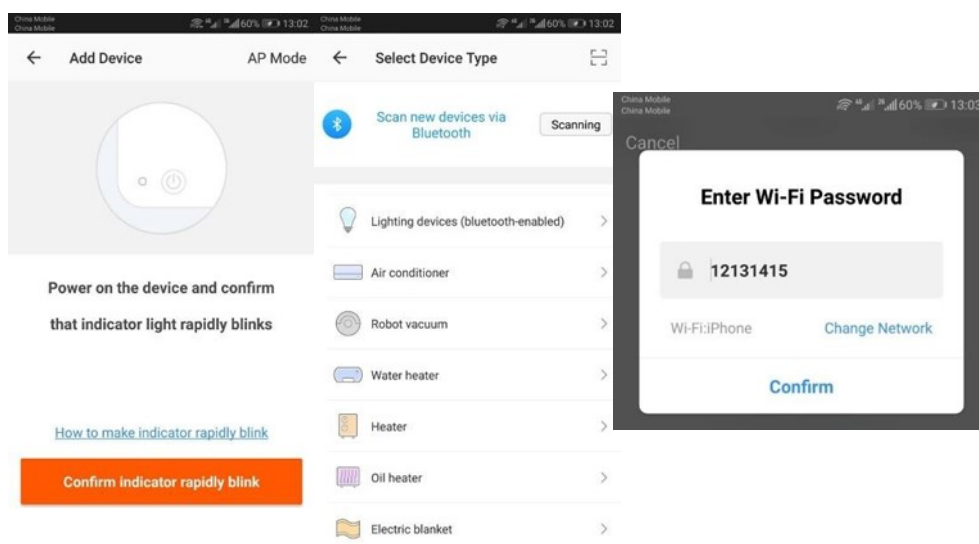 China Mobile
China Mobile
60% 13:02
Add Device
AP Mode
Power on the device and confirm
that indicator light rapidly blinks
How to make indicator rapidly blink
Confirm indicator rapidly blink
China Mobile
China Mobile
60% 13:02
Select Device Type
Scan new devices via
Bluetooth
Scanning
Lighting devices (bluetooth-enabled)
Air conditioner
Robot vacuum
Water heater
Heater
Oil heater
Electric blanket
China Mobile
China Mobile
60% 13:03
Cancel
Enter Wi-Fi Password
12131415
Wi-Fi:iPhone
Change Network
Confirm